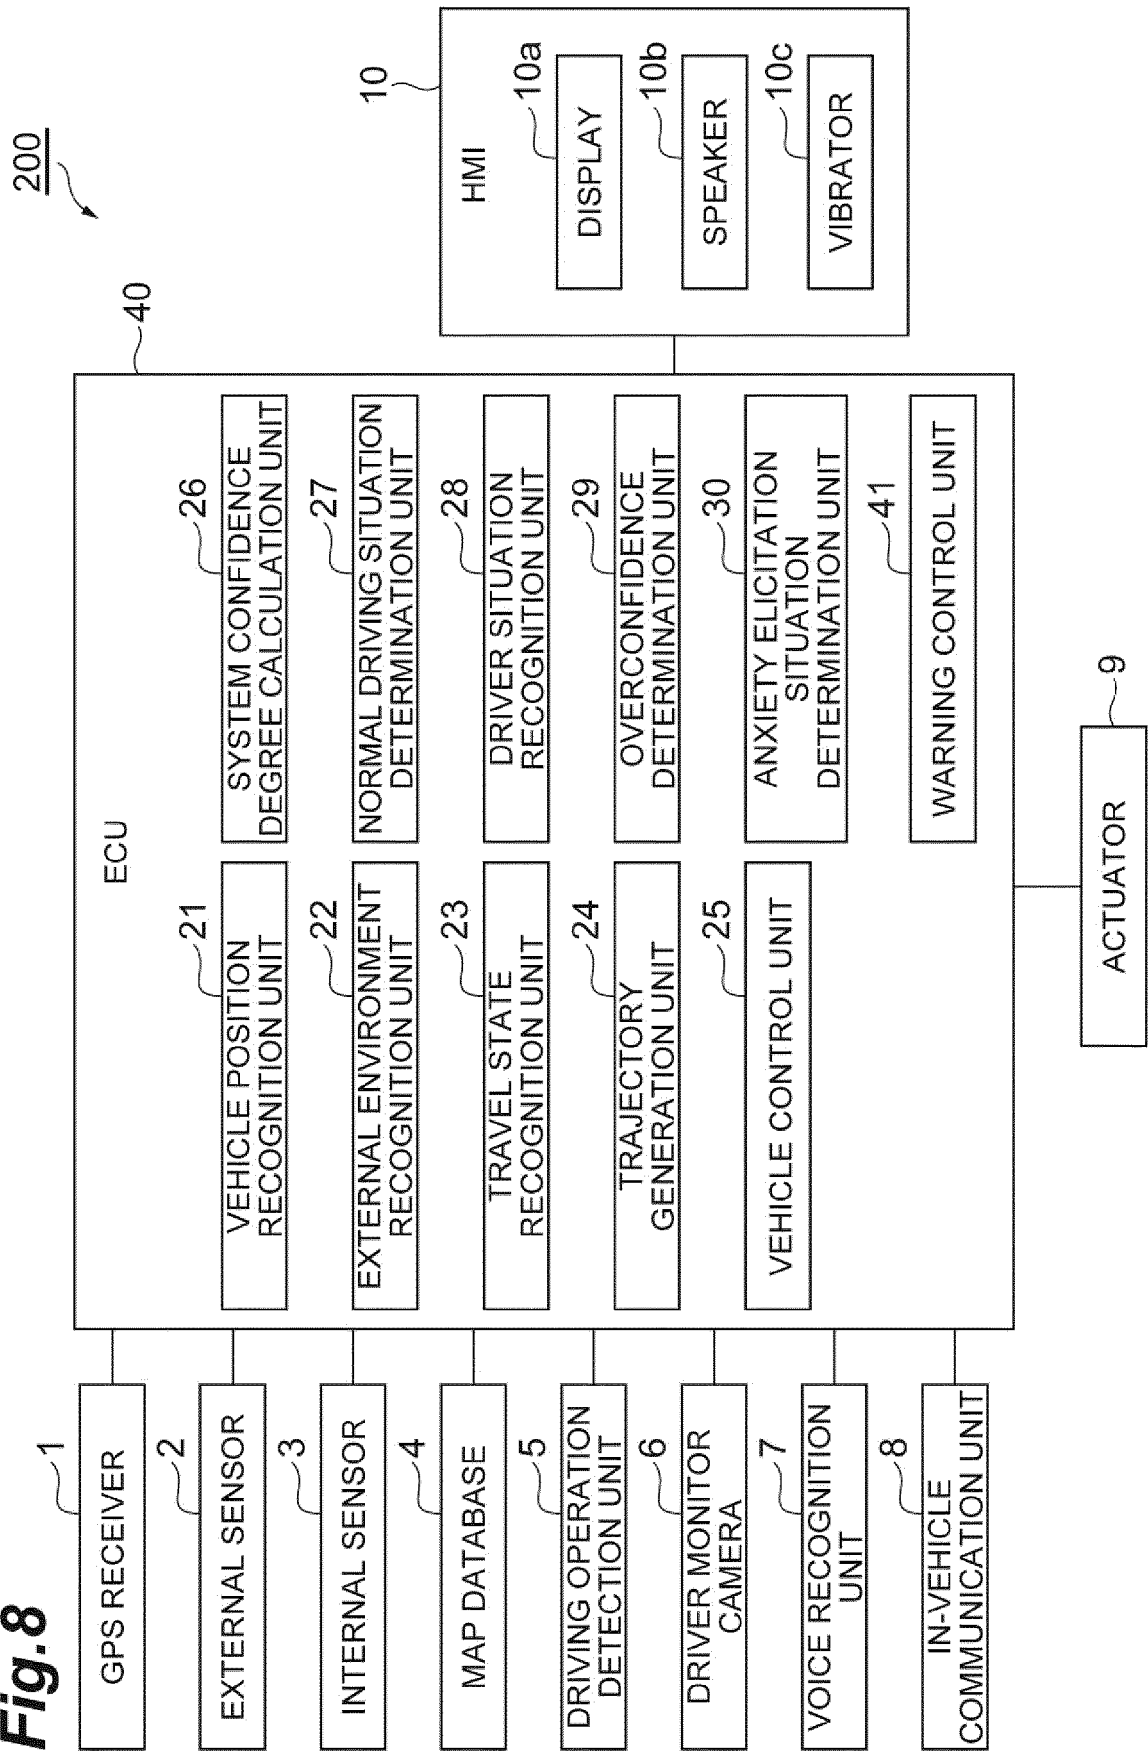 Fig.8
200
1
GPS RECEIVER
2
EXTERNAL SENSOR
3
INTERNAL SENSOR
4
MAP DATABASE
5
DRIVING OPERATION
DETECTION UNIT
6
DRIVER MONITOR
CAMERA
7
VOICE RECOGNITION
UNIT
8
IN-VEHICLE
COMMUNICATION UNIT
40
ECU
21
VEHICLE POSITION
RECOGNITION UNIT
22
EXTERNAL ENVIRONMENT
RECOGNITION UNIT
23
TRAVEL STATE
RECOGNITION UNIT
24
TRAJECTORY
GENERATION UNIT
25
VEHICLE CONTROL UNIT
26
SYSTEM CONFIDENCE
DEGREE CALCULATION UNIT
27
NORMAL DRIVING SITUATION
DETERMINATION UNIT
28
DRIVER SITUATION
RECOGNITION UNIT
29
OVERCONFIDENCE
DETERMINATION UNIT
30
ANXIETY ELICITATION
SITUATION
DETERMINATION UNIT
41
WARNING CONTROL UNIT
9
ACTUATOR
10
HMI
10a
DISPLAY
10b
SPEAKER
10c
VIBRATOR